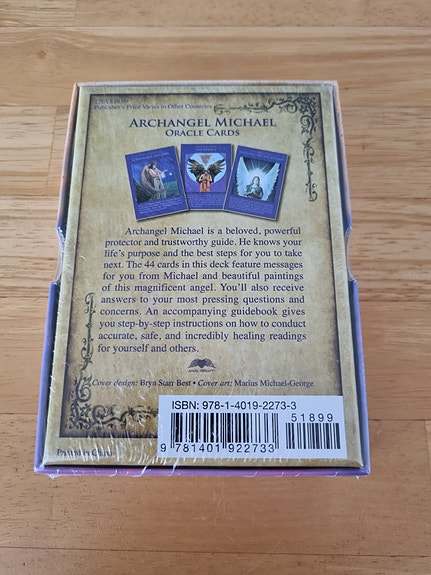 Publisher's Price Varies in Other Countries
ARCHANGEL MICHAEL
ORACLE CARDS
Archangel Michael is a beloved, powerful
protector and trustworthy guide. He knows your
life's purpose and the best steps for you to
take next. The 44 cards in this deck feature messages
for you from Michael and beautiful paintings
of this magnificent angel. You'll also receive
answers to your most pressing questions and
concerns. An accompanying guidebook gives
you step-by-step instructions on how to conduct
accurate, safe, and incredibly healing readings
for yourself and others.
ANGEL THERAPY
Cover design: Bryn Starr Best • Cover art: Marius Michael-George
ISBN: 978-1-4019-2273-3
51899
9 781401 922733
Printed in China